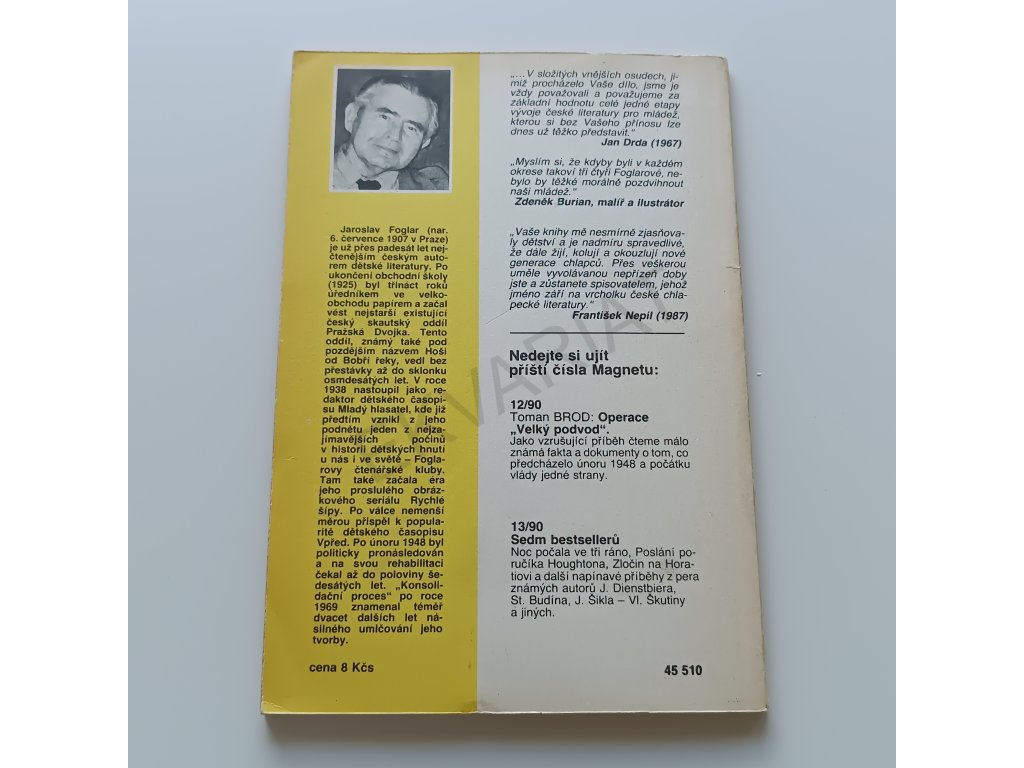 Jaroslav Foglar (nar.
6. července 1907 v Praze)
je už přes padesát let nej-
čtenějším českým auto-
rem dětské literatury. Po
ukončení obchodní školy
(1925) byl třináct roků
úředníkem ve velko-
obchodu papírem a začal
vést nejstarší existující
český skautský oddíl
Pražská Dvojka. Tento
oddíl, známý také pod
pozdějším názvem Hoši
od Bobří řeky, vedl bez
přestávky až do sklonku
osmdesátých let. V roce
1938 nastoupil jako re-
daktor dětského časopi-
su Mladý hlasatel, kde již
předtím vznikl z jeho
podnětu jeden z nejza-
jímavějších počinů
v historii dětských hnutí
u nás i ve světě – Fogla-
rovy čtenářské kluby.
Tam také začala éra
jeho proslulého obráz-
kového seriálu Rychlé
šípy. Po válce nemenší
měrou přispěl k popula-
ritě dětského časopisu
Vpřed. Po únoru 1948 byl
politicky pronásledován
a na svou rehabilitaci
čekal až do poloviny še-
desátých let. „Konsoli-
dační proces“ po roce
1969 znamenal téměř
dvacet dalších let ná-
silného umlčování jeho
tvorby.
cena 8 Kčs
„...V složitých vnějších osudech, ji-
miž procházelo Vaše dílo, jsme je
vždy považovali a považujeme za
základní hodnotu celé jedné etapy
vývoje české literatury pro mládež,
kterou si bez Vašeho přínosu lze
dnes už těžko představit.“
Jan Drda (1967)
„Myslím si, že kdyby byli v každém
okrese takoví tři čtyři Foglarové, ne-
bylo by těžké morálně pozdvihnout
naši mládež.“
Zdeněk Burian, malíř a ilustrátor
„Vaše knihy mě nesmírně zjasňova-
ly dětství a je nadmíru spravedlivé,
že dále žijí, kolují a okouzlují nové
generace chlapců. Přes veškerou
uměle vyvolávanou nepřízeň doby
jste a zůstanete spisovatelem, jehož
jméno září na vrcholku české chla-
pecké literatury.“
František Nepil (1987)
Nedejte si ujít
příští čísla Magnetu:
12/90
Toman BROD: Operace
„Velký podvod“.
Jako vzrušující příběh čteme málo
známá fakta a dokumenty o tom, co
předcházelo únoru 1948 a počátku
vlády jedné strany.
13/90
Sedm bestsellerů
Noc počala ve tři ráno, Poslání po-
ručíka Houghtona, Zločin na Hora-
tiovi a další napínavé příběhy z pera
známých autorů J. Dienstbiera,
St. Budína, J. Šikla – Vl. Škutiny
a jiných.
45 510